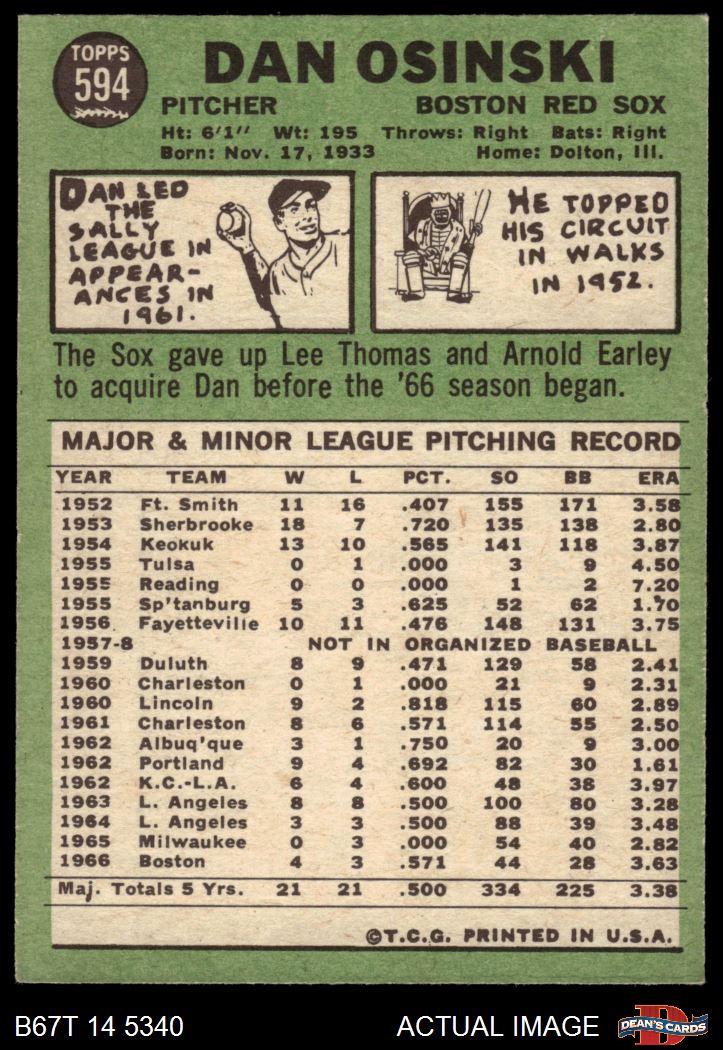 TOPPS
594
DAN OSINSKI
PITCHER BOSTON RED SOX
Ht: 6'1" Wt: 195 Throws: Right Bats: Right
Born: Nov. 17, 1933 Home: Dolton, Ill.
DAN LED
THE
SALLY
LEAGUE IN
APPEAR-
ANCES IN
1961.
HE TOPPED
HIS CIRCUIT
IN WALKS
IN 1952.
The Sox gave up Lee Thomas and Arnold Earley
to acquire Dan before the '66 season began.
MAJOR & MINOR LEAGUE PITCHING RECORD
YEAR TEAM W L PCT. SO BB ERA
1952 Ft. Smith 11 16 .407 155 171 3.58
1953 Sherbrooke 18 7 .720 135 138 2.80
1954 Keokuk 13 10 .565 141 118 3.87
1955 Tulsa 0 1 .000 3 9 4.50
1955 Reading 0 0 .000 1 2 7.20
1955 Sp'tanburg 5 3 .625 52 62 1.70
1956 Fayetteville 10 11 .476 148 131 3.75
1957-8 NOT IN ORGANIZED BASEBALL
1959 Duluth 8 9 .471 129 58 2.41
1960 Charleston 0 1 .000 21 9 2.31
1960 Lincoln 9 2 .818 115 60 2.89
1961 Charleston 8 6 .571 114 55 2.50
1962 Albuq'que 3 1 .750 20 9 3.00
1962 Portland 9 4 .692 82 30 1.61
1962 K.C.-L.A. 6 4 .600 48 38 3.97
1963 L. Angeles 8 8 .500 100 80 3.28
1964 L. Angeles 3 3 .500 88 39 3.48
1965 Milwaukee 0 3 .000 54 40 2.82
1966 Boston 4 3 .571 44 28 3.63
Maj. Totals 5 Yrs. 21 21 .500 334 225 3.38
©T.C.G. PRINTED IN U.S.A.
B67T 14 5340 ACTUAL IMAGE DEAN'S CARDS